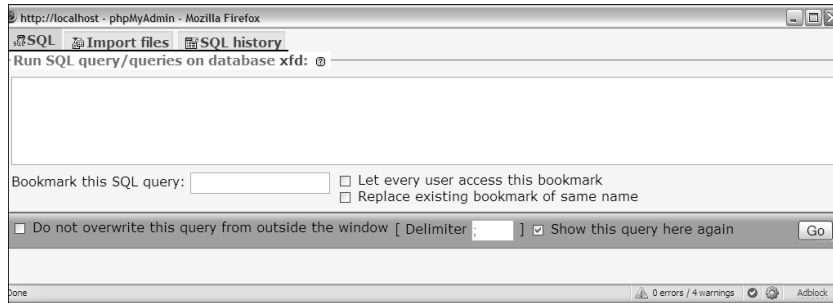 http://localhost - phpMyAdmin - Mozilla Firefox
SQL Import files SQL history
Run SQL query/queries on database xfd:
Bookmark this SQL query: Let every user access this bookmark
Replace existing bookmark of same name
Do not overwrite this query from outside the window [ Delimiter ; ] Show this query here again Go
Done 0 errors / 4 warnings Adblock